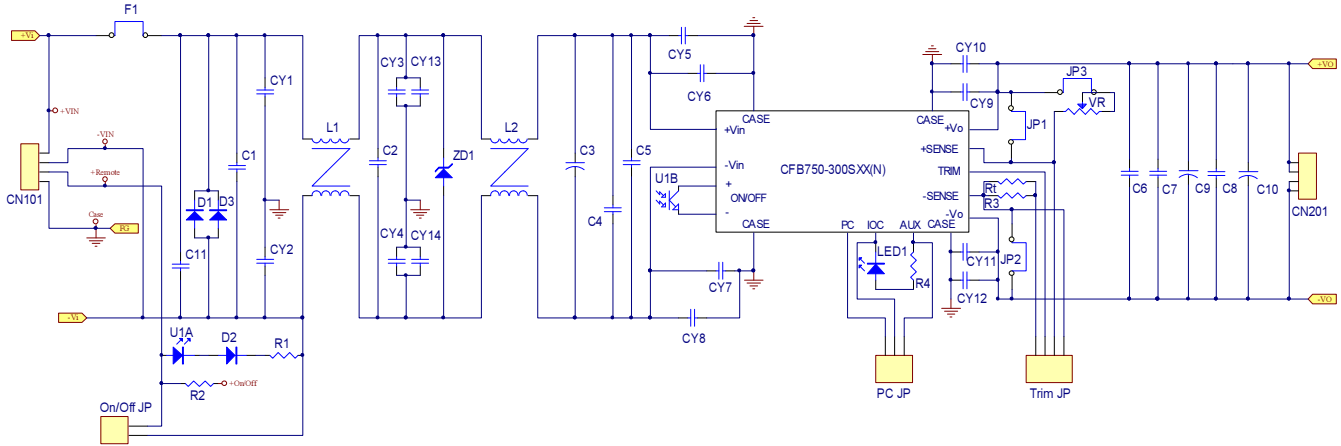 F1
+Vi
+VIN
-VIN
+Remote
CN101
Case
FG
-Vi
C1
D1
D3
C11
CY1
CY2
L1
C2
CY3
CY13
CY4
CY14
ZD1
L2
C3
C4
C5
CY5
CY6
U1B
CY7
CY8
CASE
+Vin
-Vin
+
ON/OFF
-
CASE
CFB750-300SXX(N)
CASE
+Vo
+SENSE
TRIM
-SENSE
-Vo
CASE
PC
IOC
AUX
LED1
R4
CY10
CY9
CY11
CY12
JP1
JP3
VR
Rt
R3
JP2
C6
C7
C9
C8
C10
+VO
CN201
-VO
U1A
D2
R1
R2
+On/Off
On/Off JP
PC JP
Trim JP